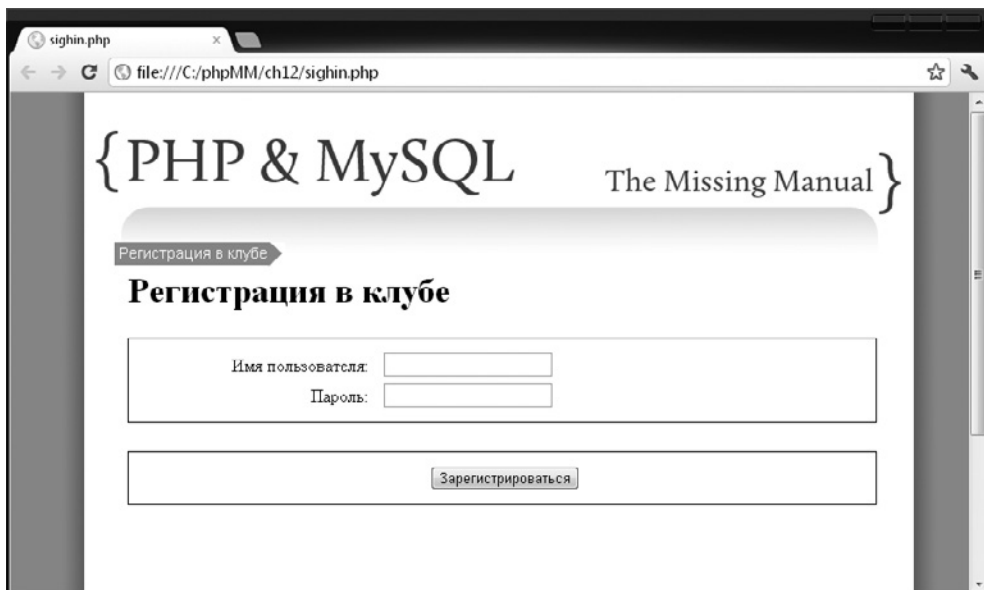 sighin.php
file:///C:/phpMM/ch12/sighin.php
{PHP & MySQL
The Missing Manual}
Регистрация в клубе
Регистрация в клубе
Имя пользователя:
Пароль:
Зарегистрироваться